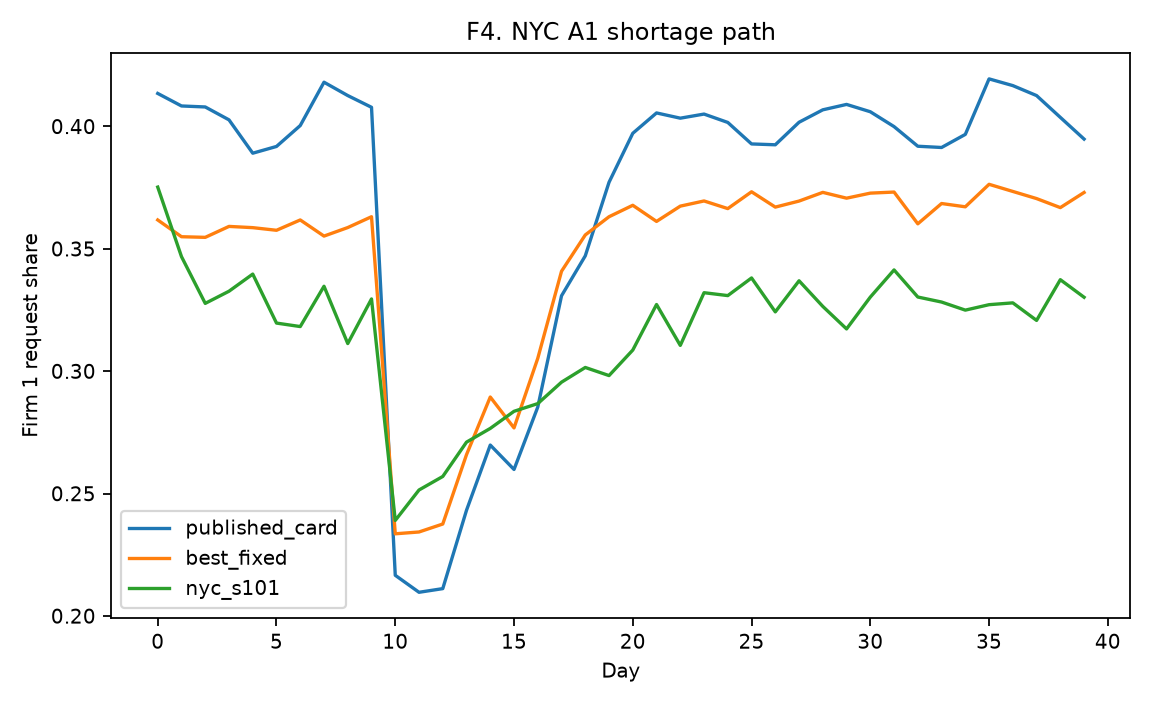 F4. NYC A1 shortage path
Firm 1 request share
0.40
0.35
0.30
0.25
0.20
published_card
best_fixed
nyc_s101
0 5 10 15 20 25 30 35 40
Day